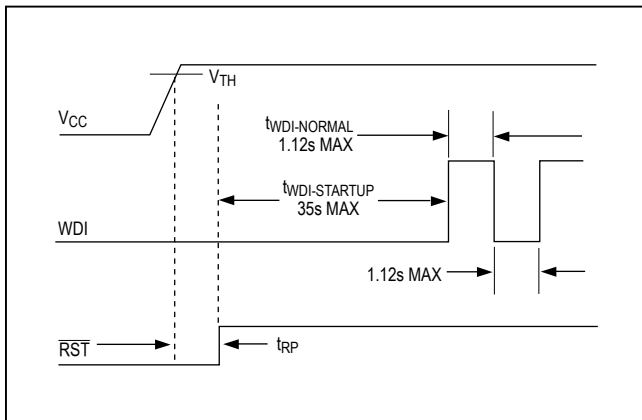 VTH
VCC
tWDI-NORMAL
1.12s MAX
tWDI-STARTUP
35s MAX
WDI
1.12s MAX
RST
tRP